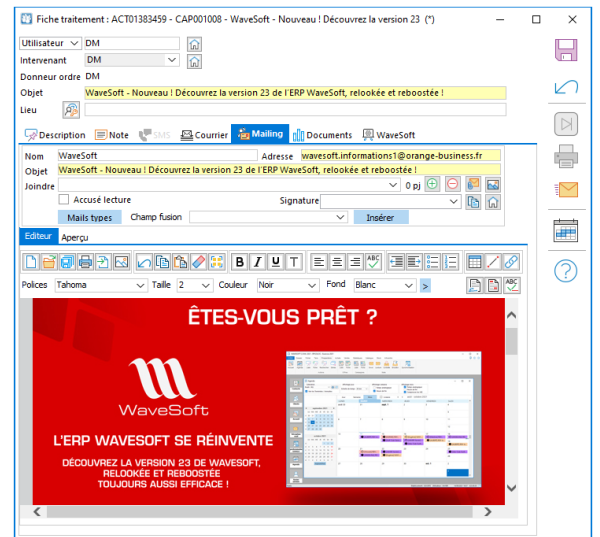 Fiche traitement : ACT01383459 - CAP001008 - WaveSoft - Nouveau ! Découvrez la version 23 (*)
Utilisateur DM
Intervenant DM
Donneur ordre DM
Objet WaveSoft - Nouveau ! Découvrez la version 23 de l'ERP WaveSoft, relookée et reboostée !
Lieu
Description Note SMS Courrier Mailing Documents WaveSoft
Nom WaveSoft Adresse wavesoft.informations1@orange-business.fr
Objet WaveSoft - Nouveau ! Découvrez la version 23 de l'ERP WaveSoft, relookée et reboostée !
Joindre 0 pj
Accusé lecture Signature
Mails types Champ fusion Insérer
Editeur Aperçu
B I U T ABC
Polices Tahoma Taille 2 Couleur Noir Fond Blanc > ABC
ÊTES-VOUS PRÊT ?
WaveSoft
L'ERP WAVESOFT SE RÉINVENTE
DÉCOUVREZ LA VERSION 23 DE WAVESOFT,
RELOOKÉE ET REBOOSTÉE
TOUJOURS AUSSI EFFICACE !